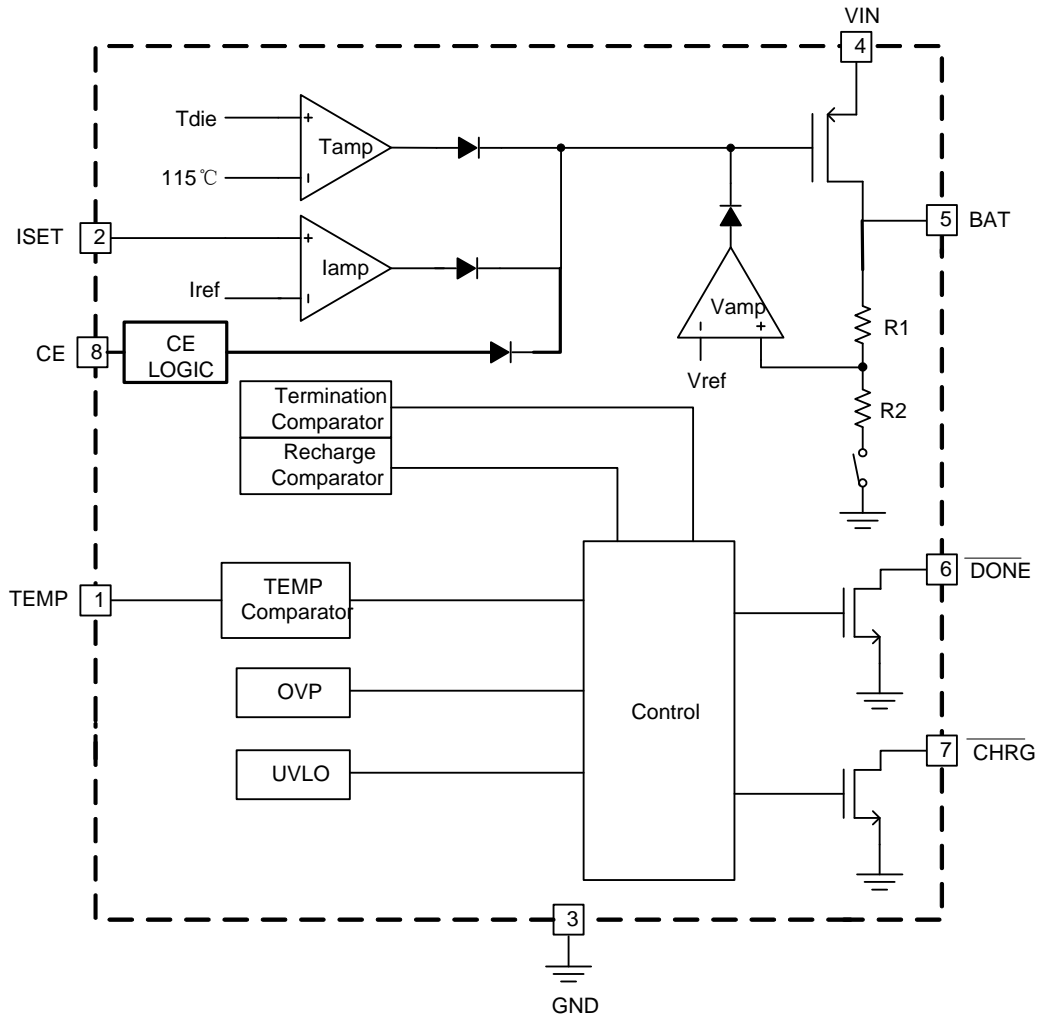 VIN
4
Tdie
+
Tamp
115℃
-
ISET
2
+
Iamp
Iref
-
5
BAT
Vamp
-
+
Vref
R1
R2
CE
8
CE
LOGIC
Termination
Comparator
Recharge
Comparator
TEMP
1
TEMP
Comparator
OVP
UVLO
Control
6
DONE
7
CHRG
3
GND